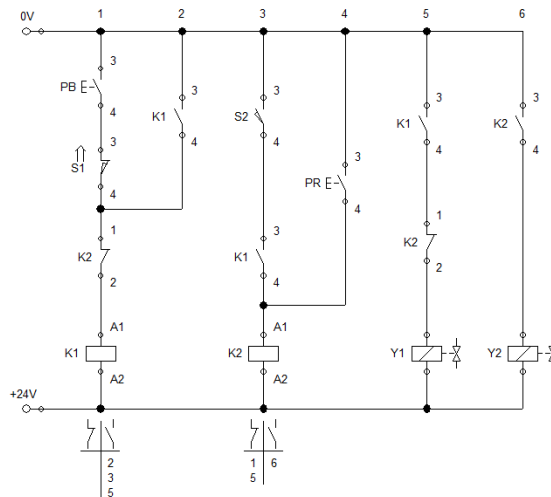 0V 1 2 3 4 5 6
3 3 3 3 3
PB K1 S2 K1 K2
4 4 4 4 4
3 3
S1 PR
4 4
1 3 1
K2 K1 K2
2 4 2
A1 A1
K1 K2 Y1 Y2
A2 A2
+24V
2 1 6
3 5
5